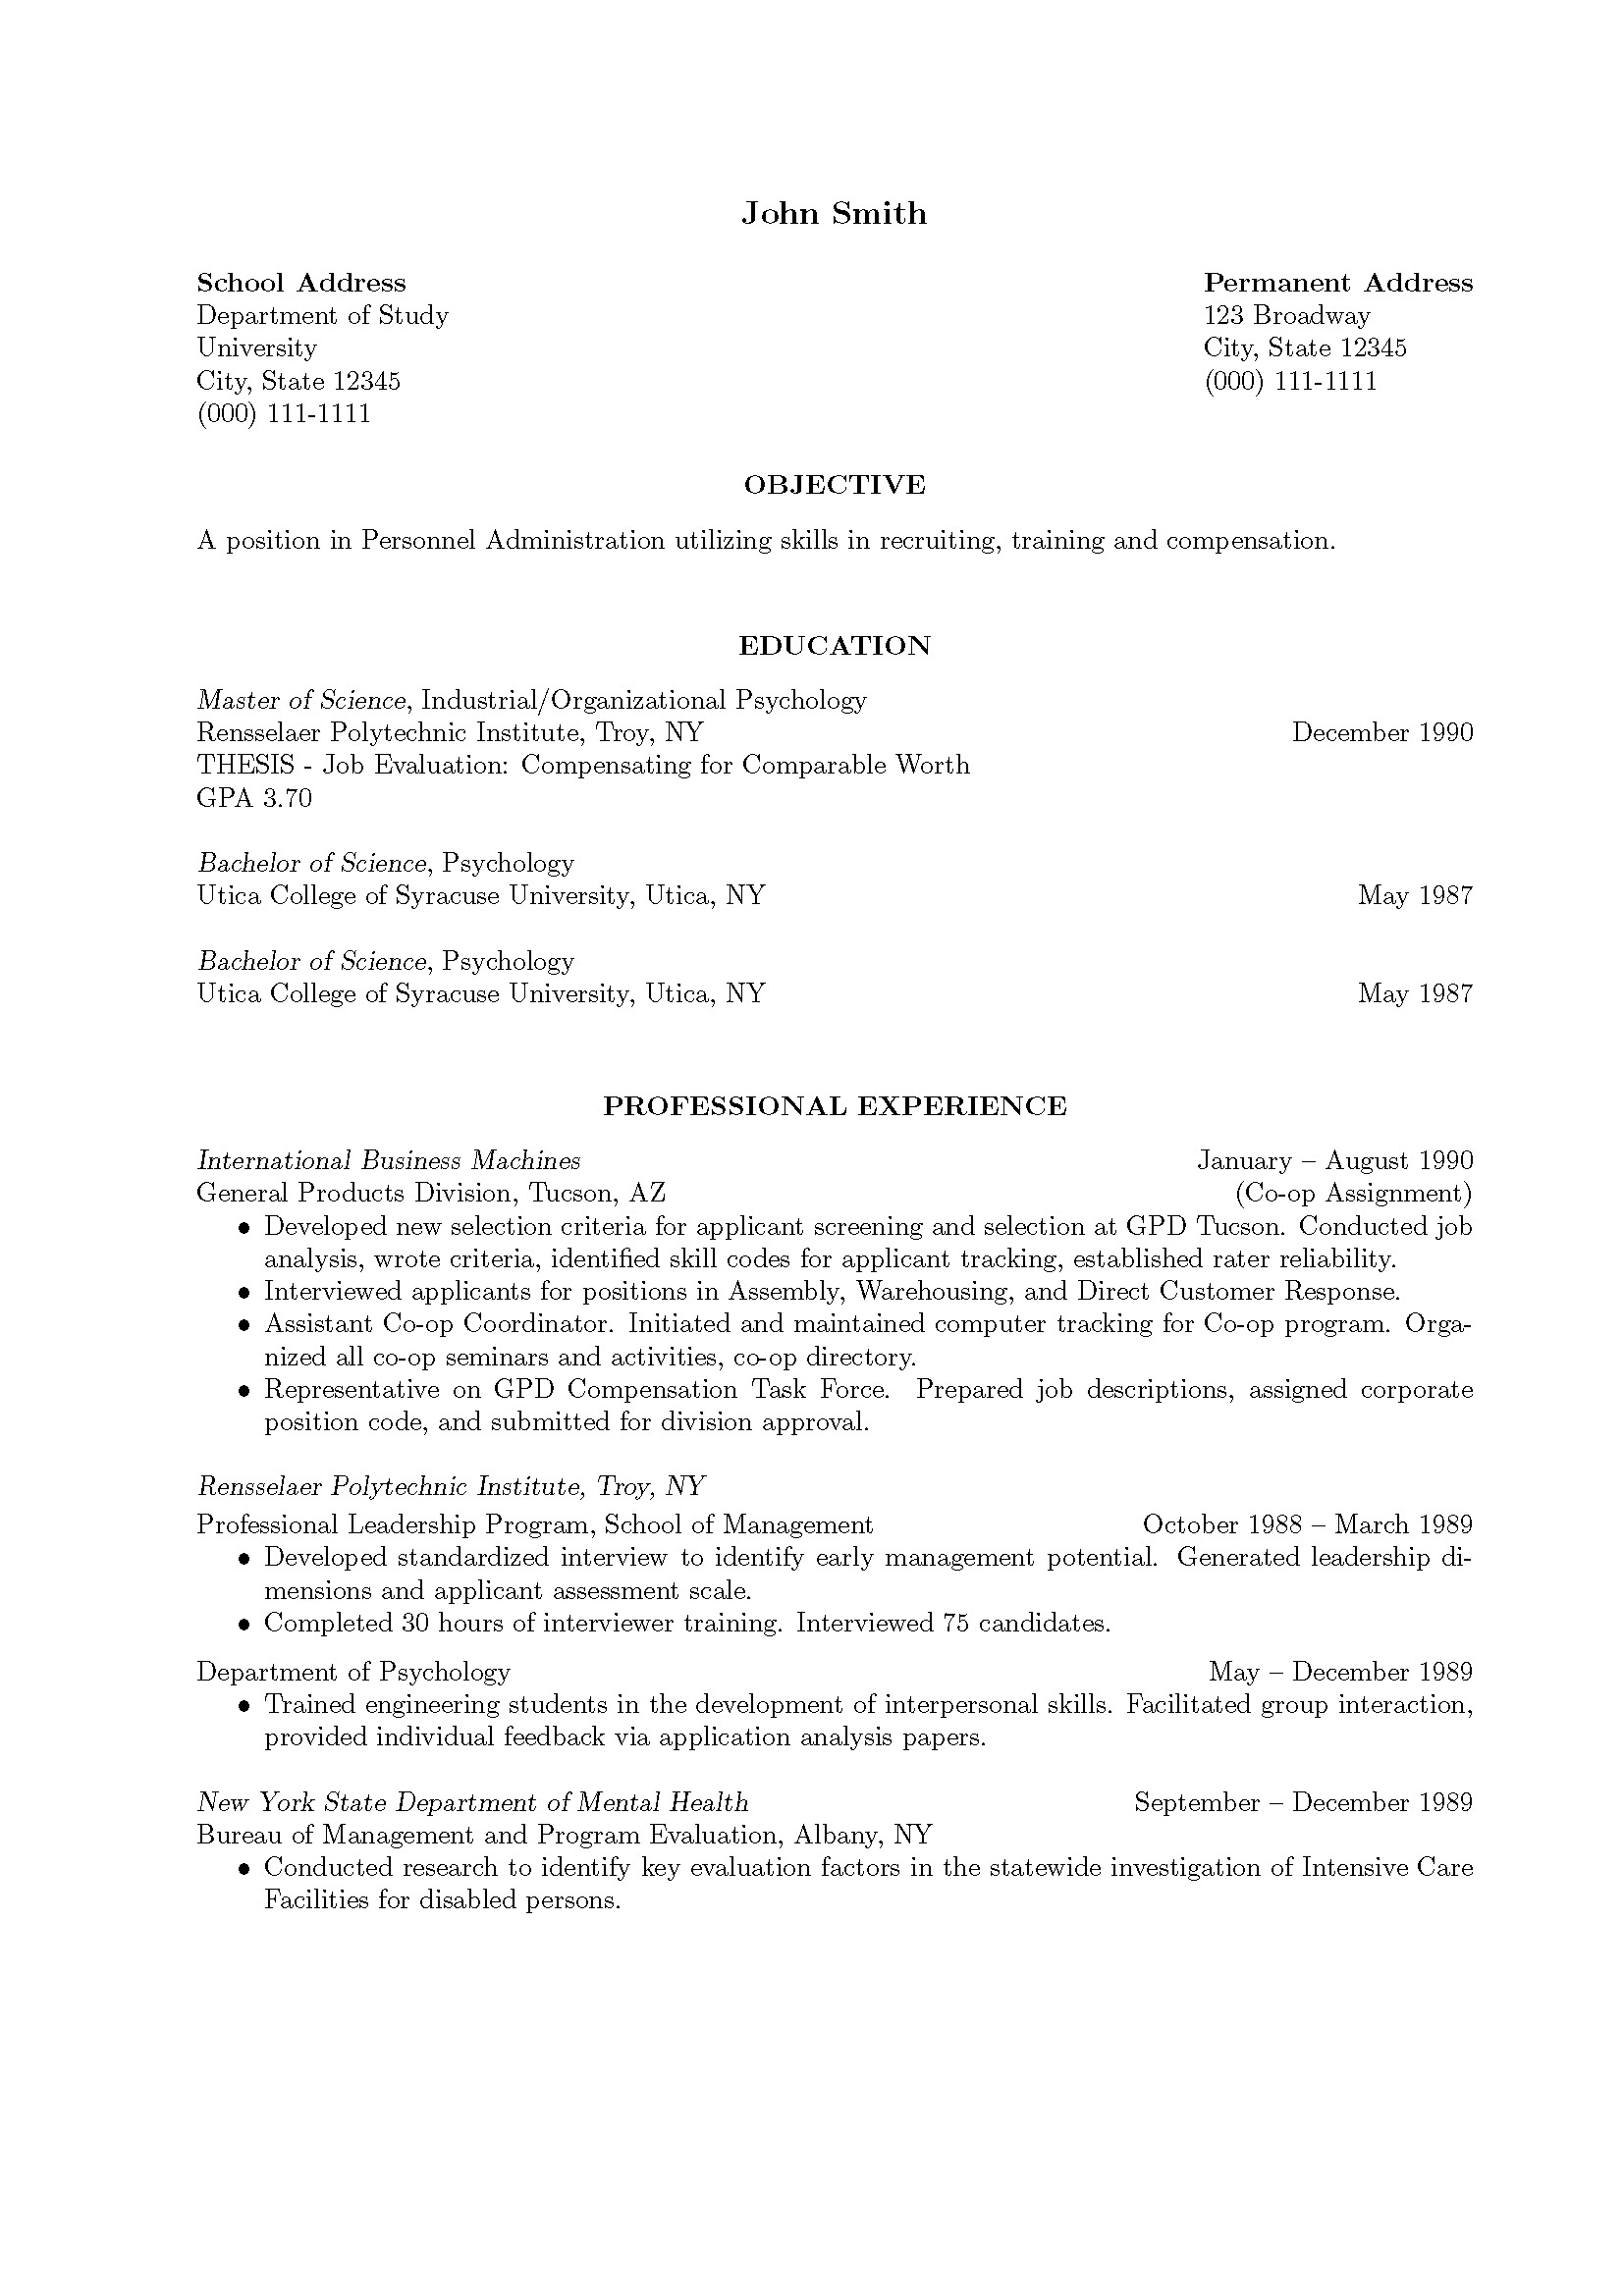 John Smith
School Address
Department of Study
University
City, State 12345
(000) 111-1111
Permanent Address
123 Broadway
City, State 12345
(000) 111-1111
OBJECTIVE
A position in Personnel Administration utilizing skills in recruiting, training and compensation.
EDUCATION
Master of Science, Industrial/Organizational Psychology
Rensselaer Polytechnic Institute, Troy, NY December 1990
THESIS - Job Evaluation: Compensating for Comparable Worth
GPA 3.70
Bachelor of Science, Psychology
Utica College of Syracuse University, Utica, NY May 1987
Bachelor of Science, Psychology
Utica College of Syracuse University, Utica, NY May 1987
PROFESSIONAL EXPERIENCE
International Business Machines January – August 1990
General Products Division, Tucson, AZ (Co-op Assignment)
• Developed new selection criteria for applicant screening and selection at GPD Tucson. Conducted job
analysis, wrote criteria, identified skill codes for applicant tracking, established rater reliability.
• Interviewed applicants for positions in Assembly, Warehousing, and Direct Customer Response.
• Assistant Co-op Coordinator. Initiated and maintained computer tracking for Co-op program. Orga-
nized all co-op seminars and activities, co-op directory.
• Representative on GPD Compensation Task Force. Prepared job descriptions, assigned corporate
position code, and submitted for division approval.
Rensselaer Polytechnic Institute, Troy, NY
Professional Leadership Program, School of Management October 1988 – March 1989
• Developed standardized interview to identify early management potential. Generated leadership di-
mensions and applicant assessment scale.
• Completed 30 hours of interviewer training. Interviewed 75 candidates.
Department of Psychology May – December 1989
• Trained engineering students in the development of interpersonal skills. Facilitated group interaction,
provided individual feedback via application analysis papers.
New York State Department of Mental Health September – December 1989
Bureau of Management and Program Evaluation, Albany, NY
• Conducted research to identify key evaluation factors in the statewide investigation of Intensive Care
Facilities for disabled persons.